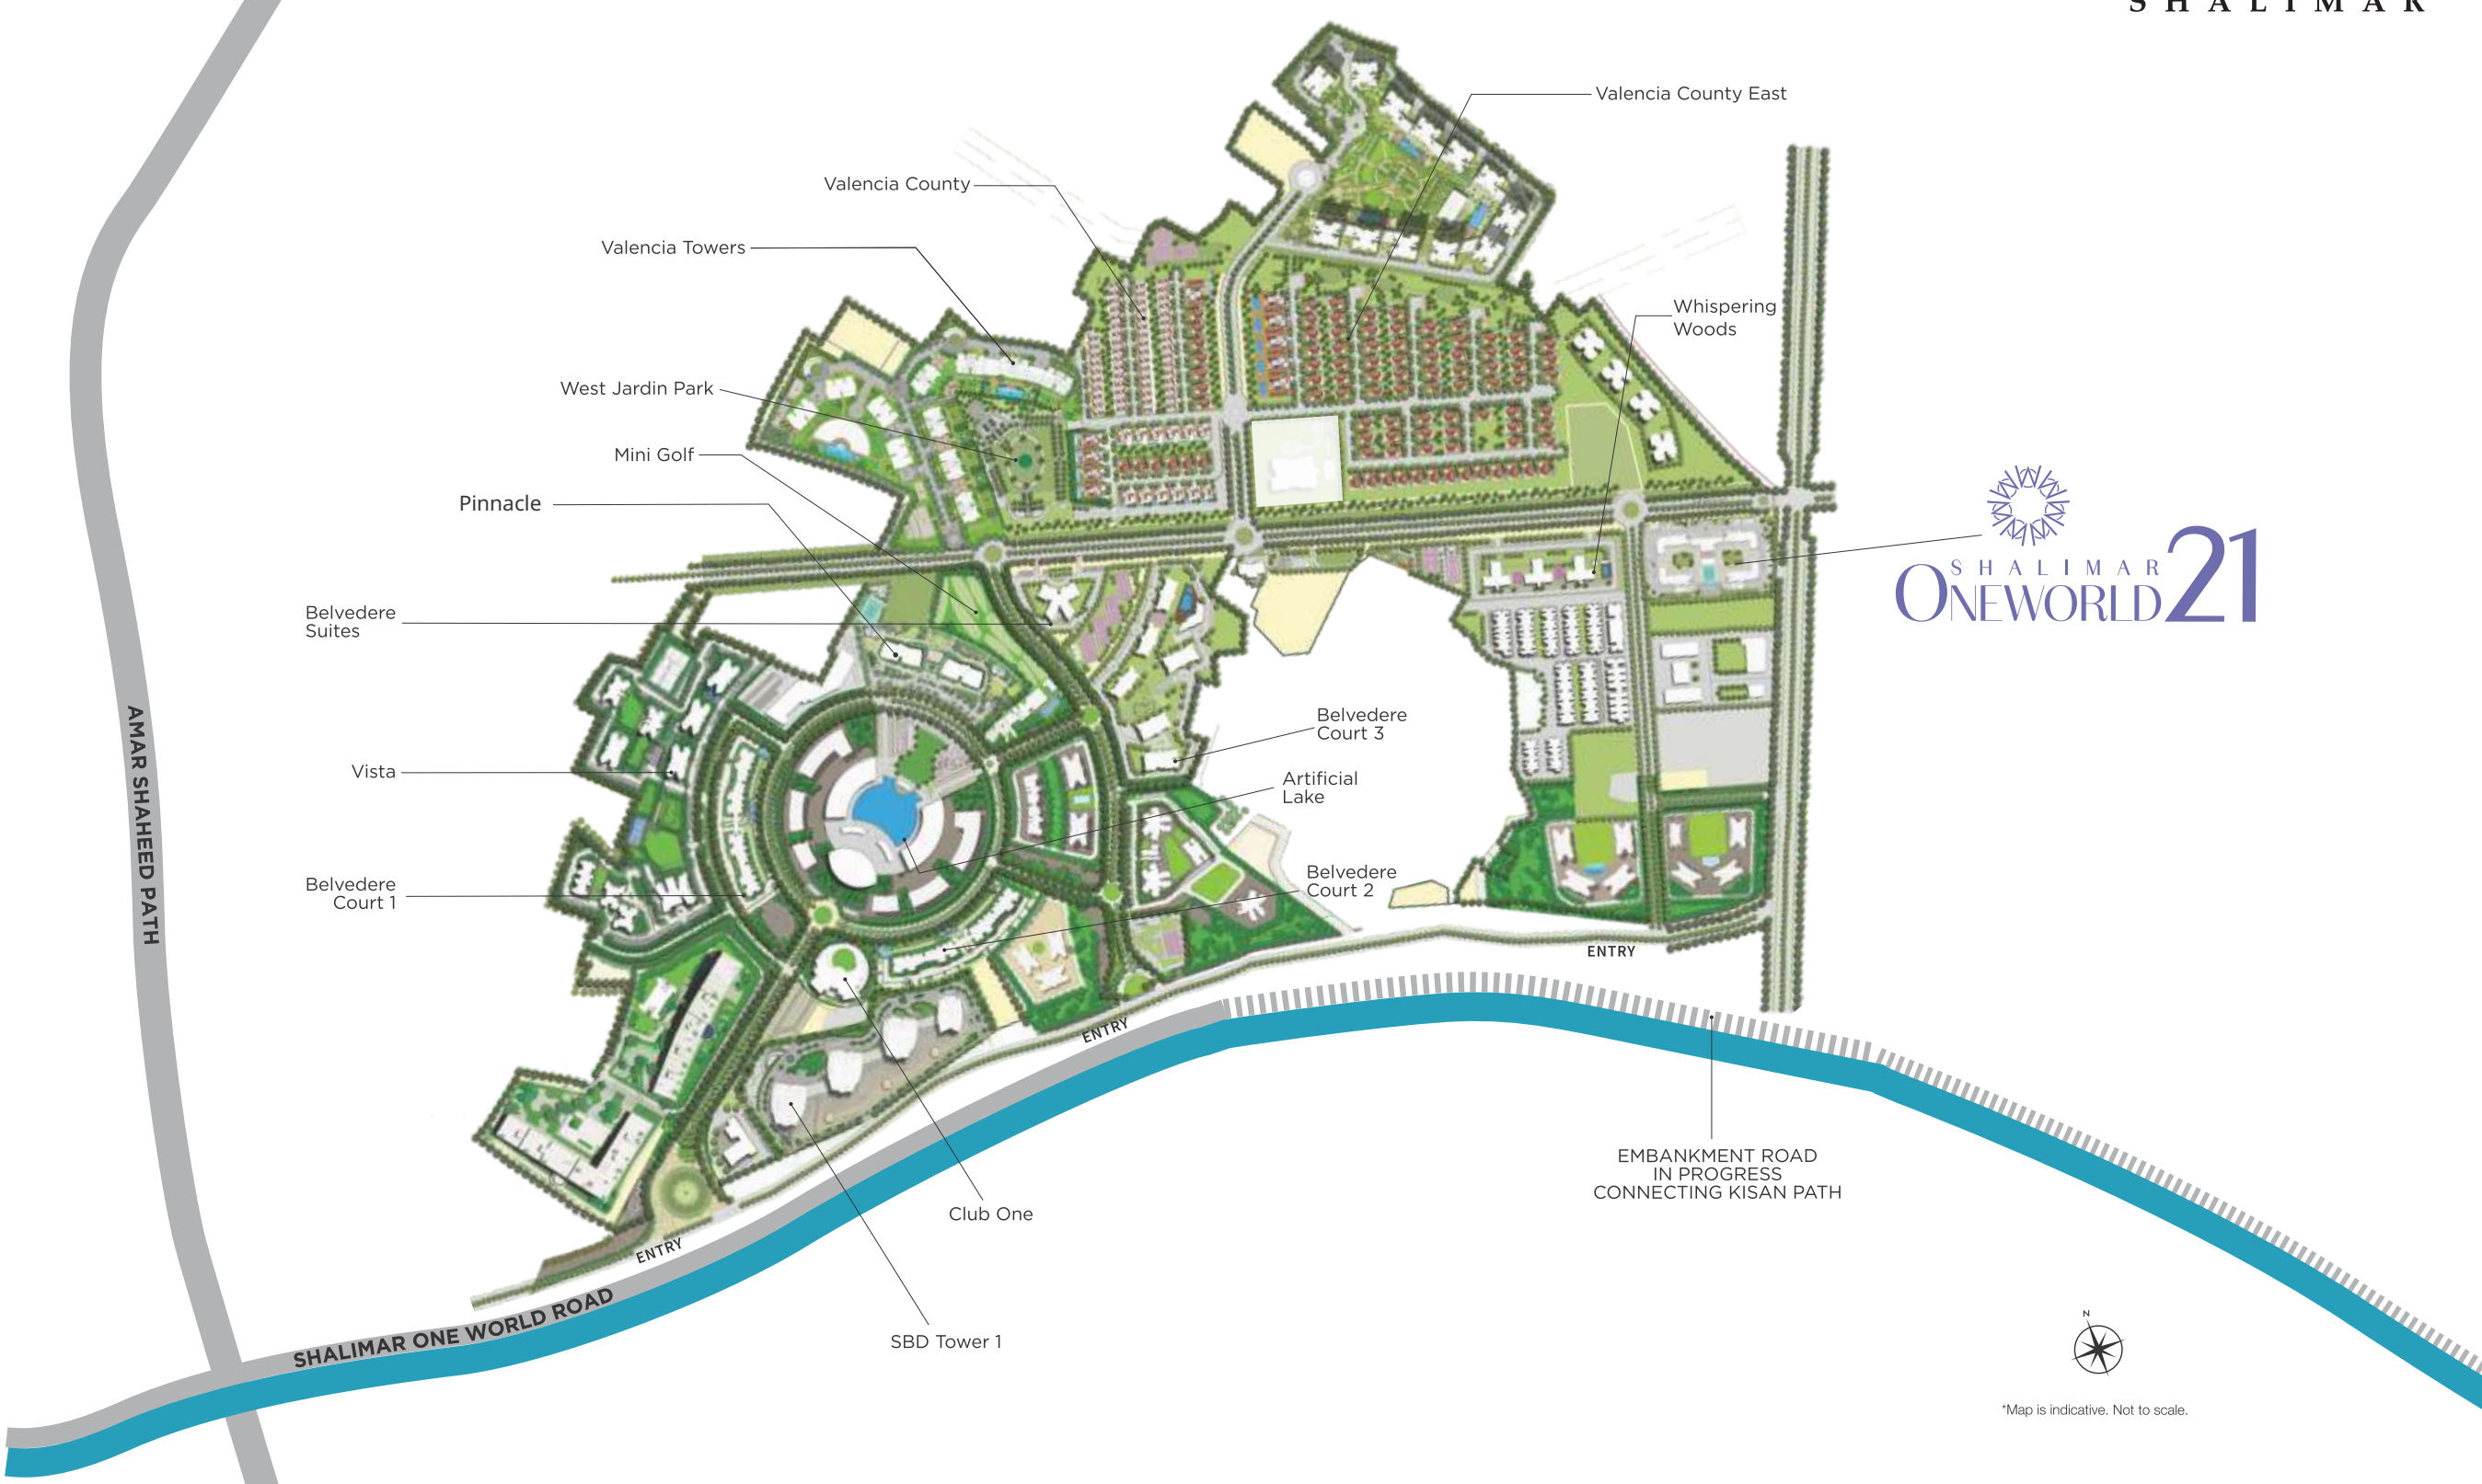 SHALIMAR
Valencia County East
Valencia County
Valencia Towers
Whispering
Woods
West Jardin Park
Mini Golf
Pinnacle
SHALIMAR
ONEWORLD 21
Belvedere
Suites
Belvedere
Court 3
Vista
Artificial
Lake
Belvedere
Court 1
Belvedere
Court 2
AMAR SHAHEED PATH
ENTRY
ENTRY
EMBANKMENT ROAD
IN PROGRESS
CONNECTING KISAN PATH
Club One
ENTRY
SHALIMAR ONE WORLD ROAD
SBD Tower 1
N
*Map is indicative. Not to scale.